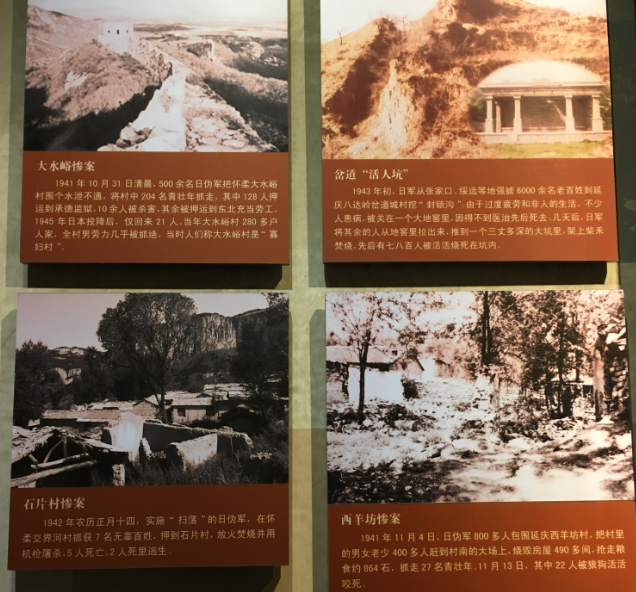 大水峪惨案
1941 年 10 月 31 日清晨，500 余名日伪军把怀柔大水峪
村围个水泄不通，将村中 204 名青壮年抓走。其中 128 人押
运到承德监狱，10 余人被杀害，其余被押运到东北充当劳工。
1945 年日本投降后，仅回来 21 人。当年大水峪村 280 多户
人家，全村男劳力几乎被抓绝，当时人们称大水峪村是“ 寡
妇村 ”。
岔道 “活人坑”
1943 年初，日军从张家口、绥远等地强掳 6000 余名老百姓到延
庆八达岭岔道城村挖 “ 封锁沟 ”。由于过度疲劳和非人的生活，不少
人患病，被关在一个大地窖里，因得不到医治先后死去。几天后，日军
将其余的人从地窖里拉出来，推到一个三丈多深的大坑里，架上柴禾
焚烧，先后有七八百人被活活烧死在坑内。
石片村惨案
1942 年农历正月十四，实施 “ 扫荡 ”的日伪军，在怀
柔交界河村抓获 7 名无辜百姓，押到石片村，放火焚烧并用
机枪屠杀，5 人死亡，2 人死里逃生。
西羊坊惨案
1941 年 11 月 4 日，日伪军 800 多人包围延庆西羊坊村，把村里
的男女老少 400 多人赶到村南的大场上，烧毁房屋 490 多间，抢走粮
食约 864 石，抓走 27 名青壮年。11 月 13 日，其中 22 人被狼狗活活
咬死。